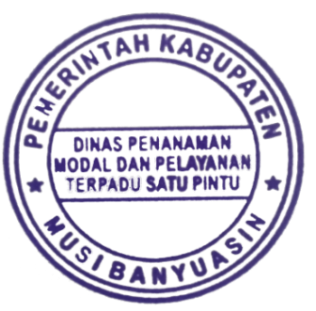 PEMERINTAH KABUPATEN
DINAS PENANAMAN
MODAL DAN PELAYANAN
TERPADU SATU PINTU
MUSI BANYUASIN